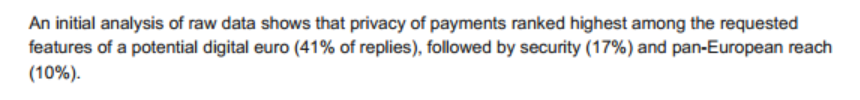 An initial analysis of raw data shows that privacy of payments ranked highest among the requested
features of a potential digital euro (41% of replies), followed by security (17%) and pan-European reach
(10%).